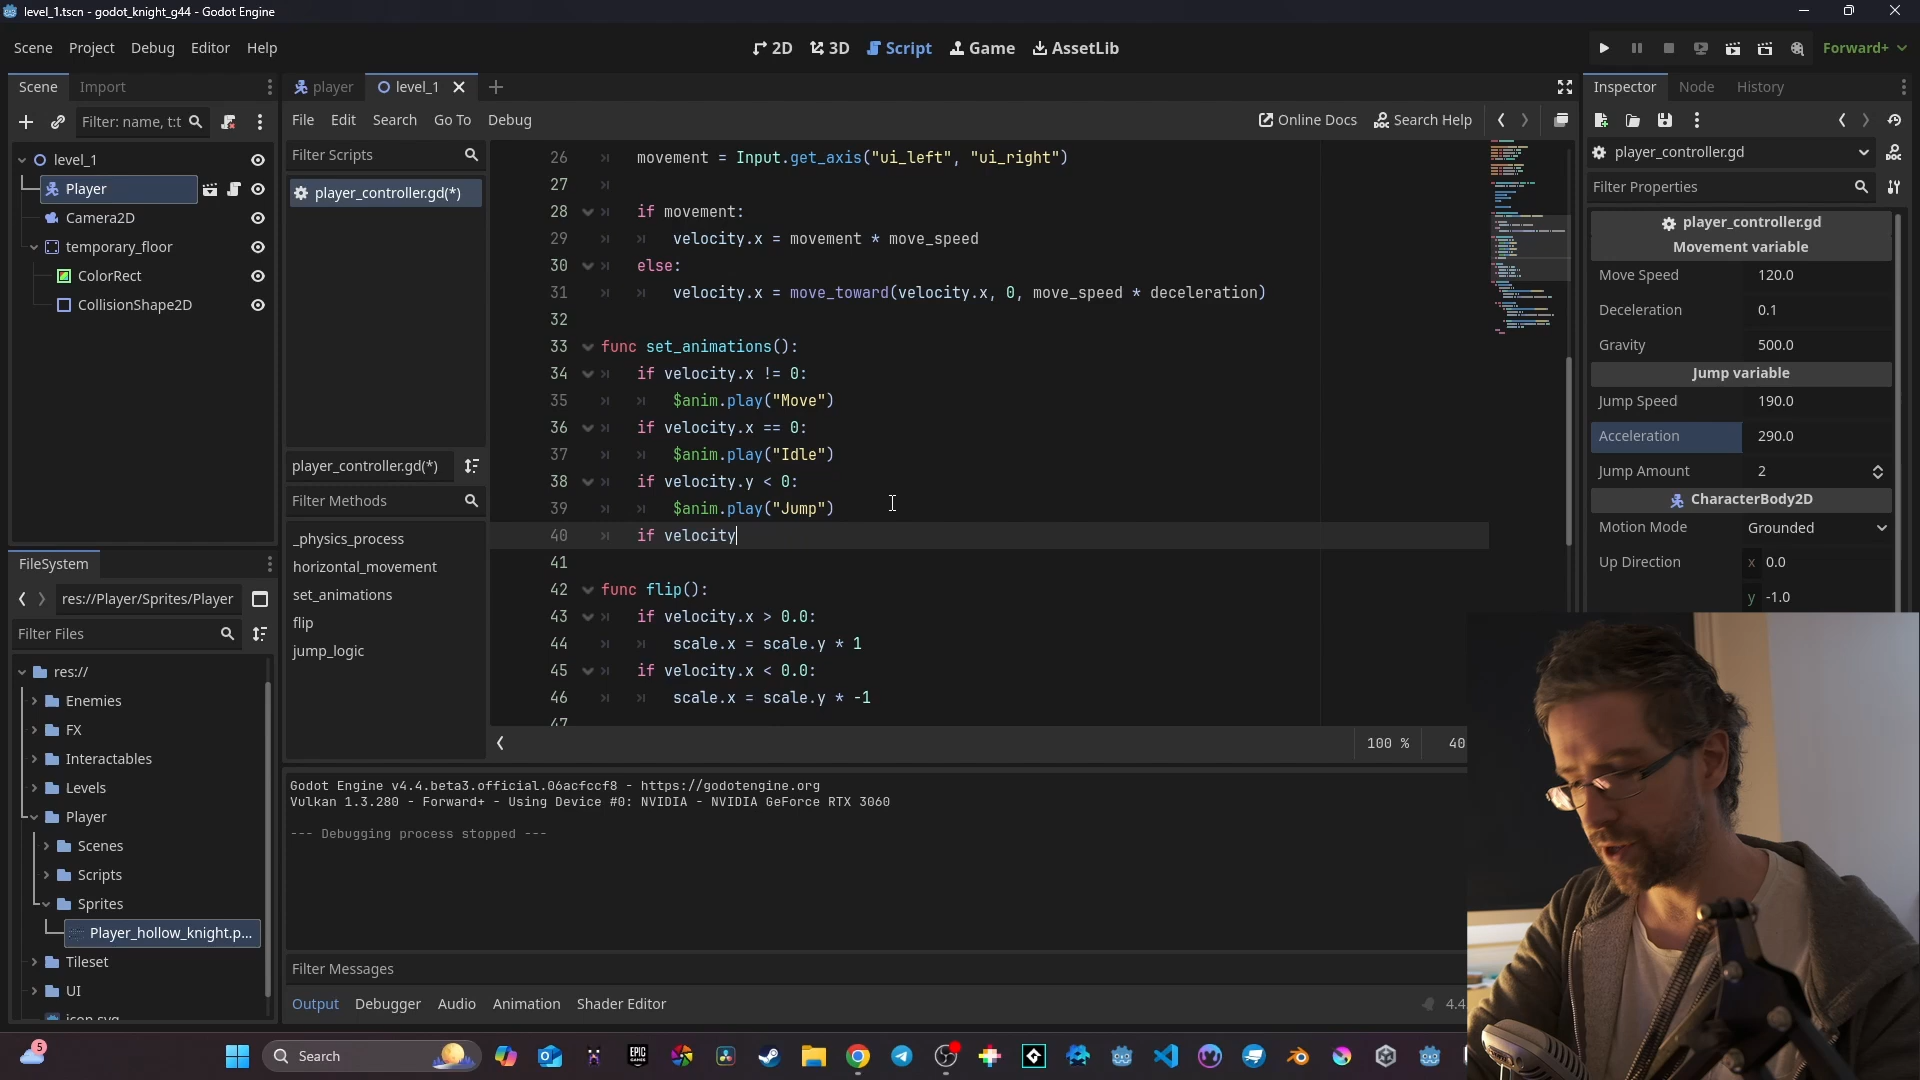 level_1.tscn - godot_knight_g44 - Godot Engine
Scene Project Debug Editor Help
2D 3D Script Game AssetLib
Forward+
Scene Import
Filter: name, t:t
level_1
Player
Camera2D
temporary_floor
ColorRect
CollisionShape2D
FileSystem
res://Player/Sprites/Player
Filter Files
res://
Enemies
FX
Interactables
Levels
Player
Scenes
Scripts
Sprites
Player_hollow_knight.p...
Tileset
UI
icon.svg
player level_1
File Edit Search Go To Debug
Online Docs Search Help
Filter Scripts
player_controller.gd(*)
player_controller.gd(*)
Filter Methods
_physics_process
horizontal_movement
set_animations
flip
jump_logic
26 movement = Input.get_axis("ui_left", "ui_right")
27
28 if movement:
29 velocity.x = movement * move_speed
30 else:
31 velocity.x = move_toward(velocity.x, 0, move_speed * deceleration)
32
33 func set_animations():
34 if velocity.x != 0:
35 $anim.play("Move")
36 if velocity.x == 0:
37 $anim.play("Idle")
38 if velocity.y < 0:
39 $anim.play("Jump")
40 if velocity
41
42 func flip():
43 if velocity.x > 0.0:
44 scale.x = scale.y * 1
45 if velocity.x < 0.0:
46 scale.x = scale.y * -1
47
100 % 40
Godot Engine v4.4.beta3.official.06acfccf8 - https://godotengine.org
Vulkan 1.3.280 - Forward+ - Using Device #0: NVIDIA - NVIDIA GeForce RTX 3060
--- Debugging process stopped ---
Filter Messages
Output Debugger Audio Animation Shader Editor
4.4
Inspector Node History
player_controller.gd
Filter Properties
player_controller.gd
Movement variable
Move Speed 120.0
Deceleration 0.1
Gravity 500.0
Jump variable
Jump Speed 190.0
Acceleration 290.0
Jump Amount 2
CharacterBody2D
Motion Mode Grounded
Up Direction x 0.0
y -1.0
5
Search
EPIC GAMES